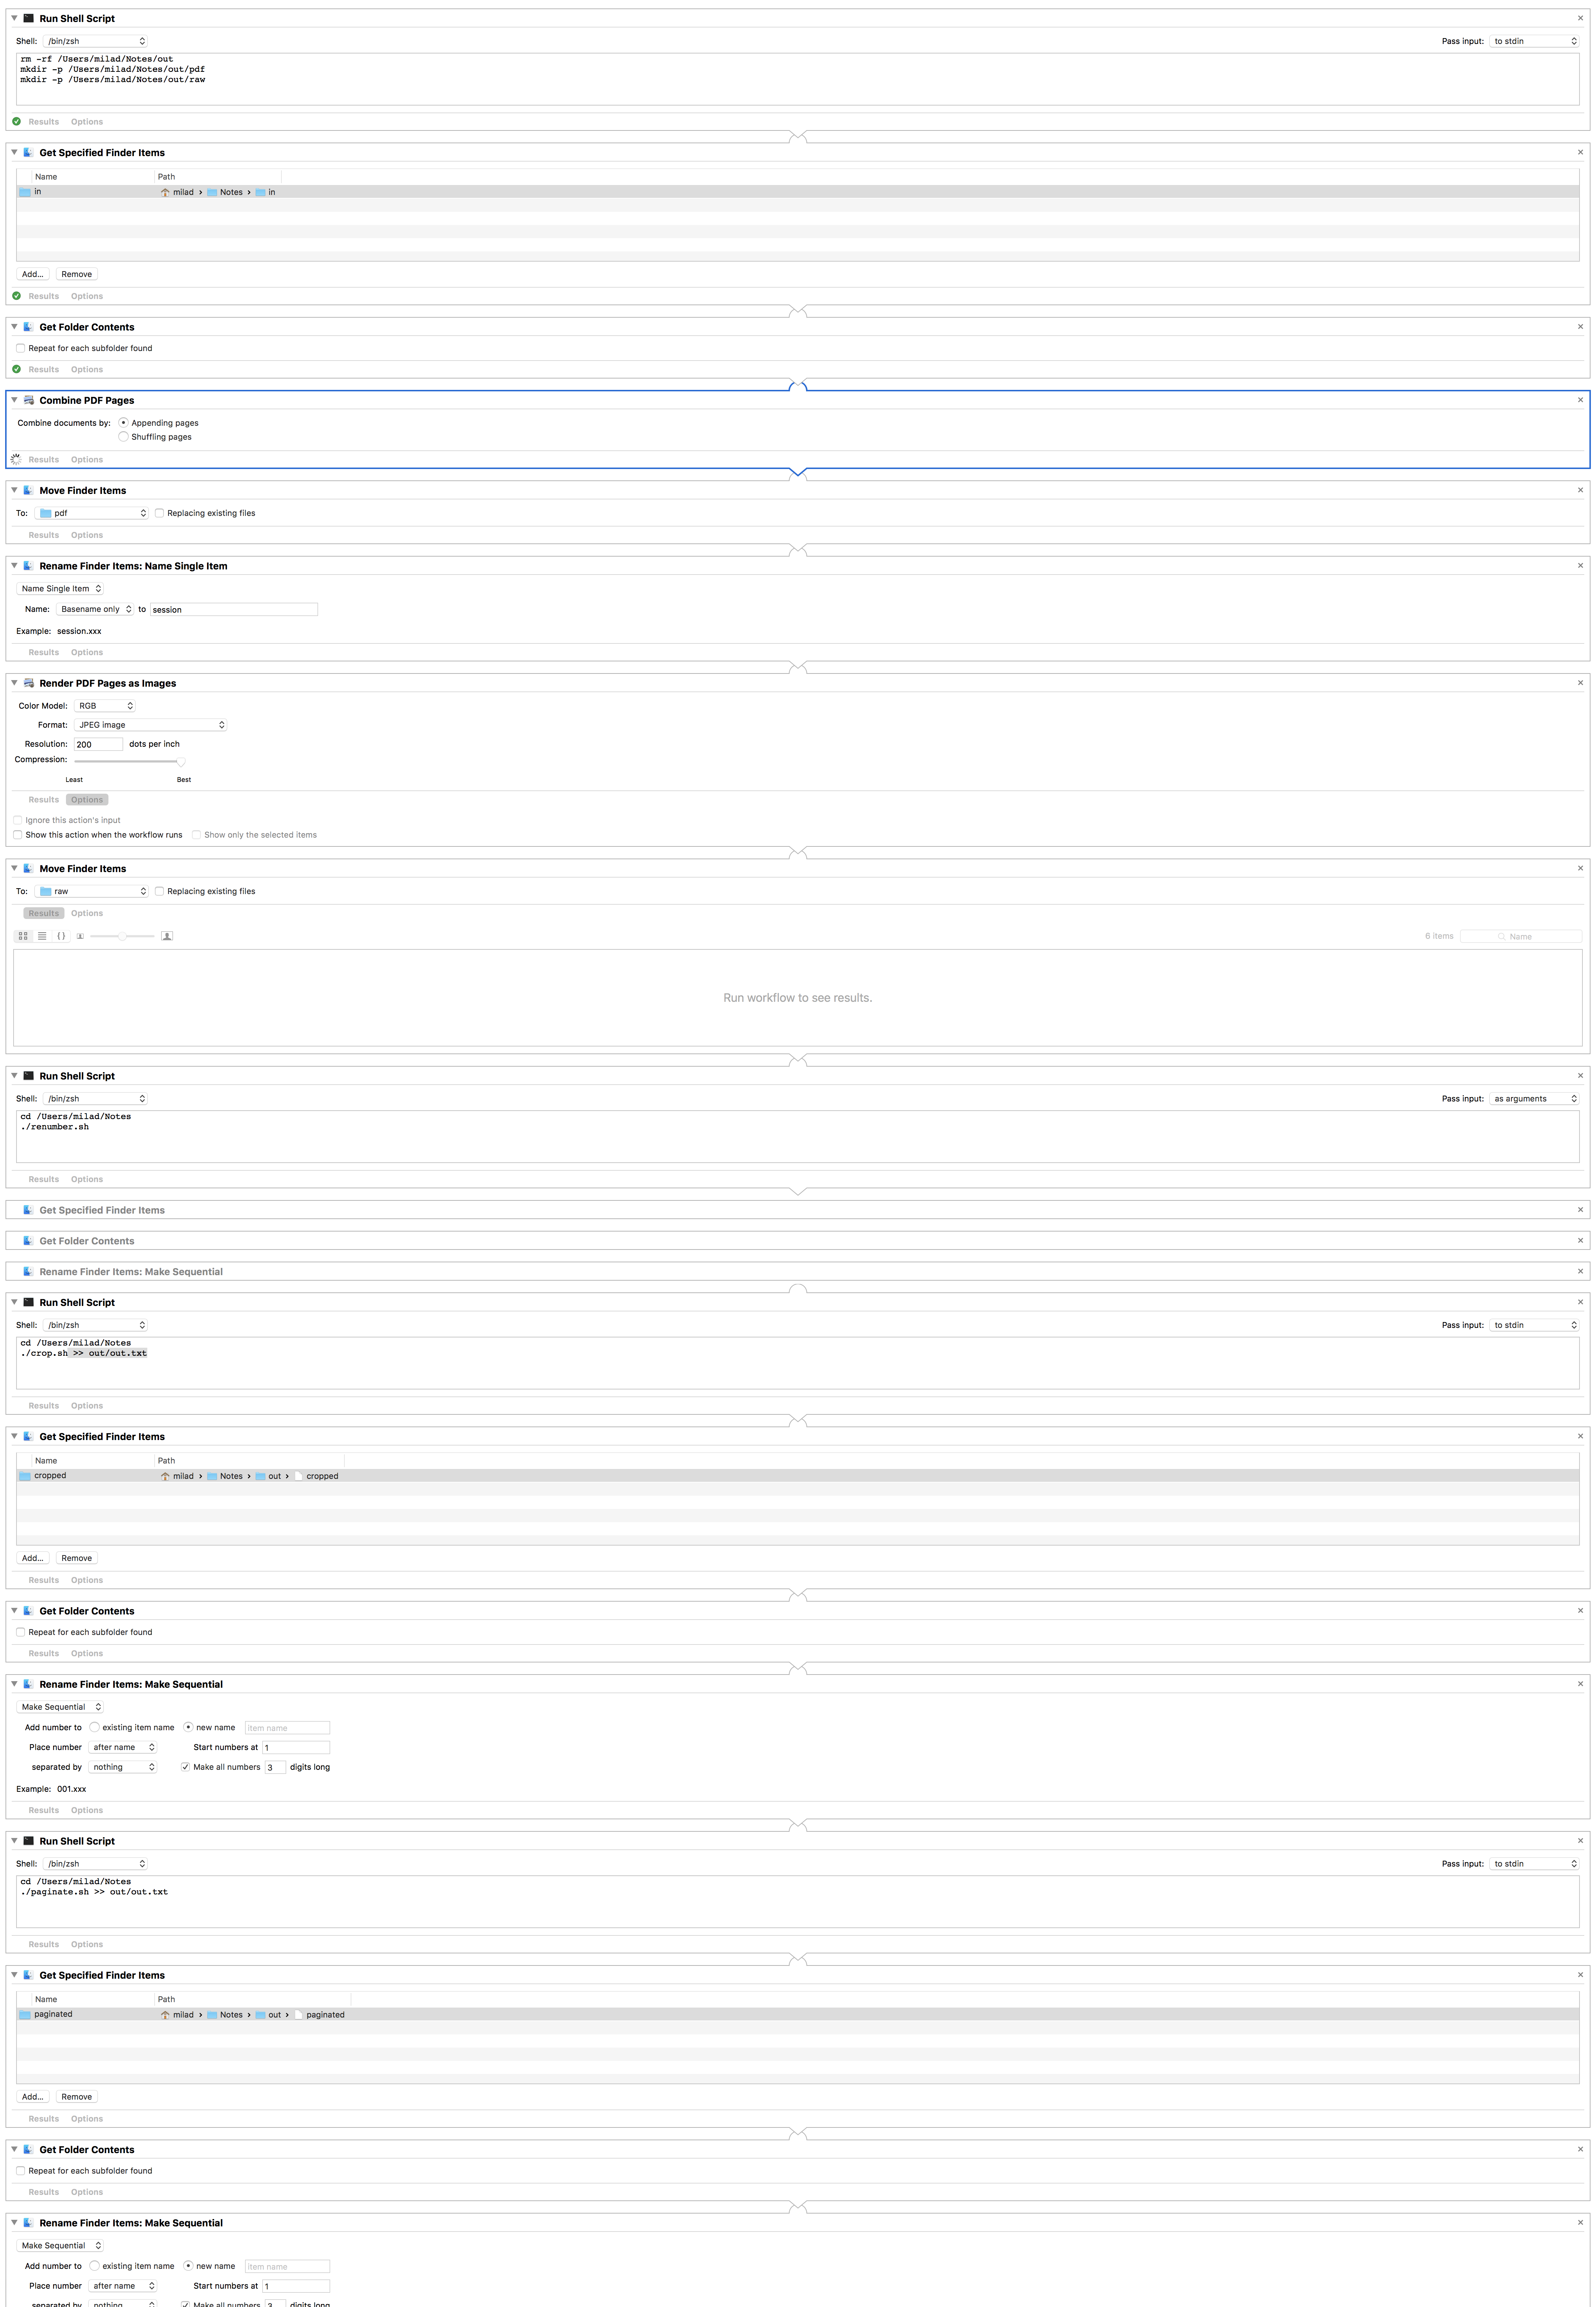 Run Shell Script
Shell: /bin/zsh Pass input: to stdin
rm -rf /Users/milad/Notes/out
mkdir -p /Users/milad/Notes/out/pdf
mkdir -p /Users/milad/Notes/out/raw
Results Options
Get Specified Finder Items
Name Path
in milad › Notes › in
Add... Remove
Results Options
Get Folder Contents
Repeat for each subfolder found
Results Options
Combine PDF Pages
Combine documents by: Appending pages
Shuffling pages
Results Options
Move Finder Items
To: pdf Replacing existing files
Results Options
Rename Finder Items: Name Single Item
Name Single Item
Name: Basename only to session
Example: session.xxx
Results Options
Render PDF Pages as Images
Color Model: RGB
Format: JPEG image
Resolution: 200 dots per inch
Compression:
Least Best
Results Options
Ignore this action's input
Show this action when the workflow runs Show only the selected items
Move Finder Items
To: raw Replacing existing files
Results Options
6 items Name
Run workflow to see results.
Run Shell Script
Shell: /bin/zsh Pass input: as arguments
cd /Users/milad/Notes
./renumber.sh
Results Options
Get Specified Finder Items
Get Folder Contents
Rename Finder Items: Make Sequential
Run Shell Script
Shell: /bin/zsh Pass input: to stdin
cd /Users/milad/Notes
./crop.sh >> out/out.txt
Results Options
Get Specified Finder Items
Name Path
cropped milad › Notes › out › cropped
Add... Remove
Results Options
Get Folder Contents
Repeat for each subfolder found
Results Options
Rename Finder Items: Make Sequential
Make Sequential
Add number to existing item name new name item name
Place number after name Start numbers at 1
separated by nothing Make all numbers 3 digits long
Example: 001.xxx
Results Options
Run Shell Script
Shell: /bin/zsh Pass input: to stdin
cd /Users/milad/Notes
./paginate.sh >> out/out.txt
Results Options
Get Specified Finder Items
Name Path
paginated milad › Notes › out › paginated
Add... Remove
Results Options
Get Folder Contents
Repeat for each subfolder found
Results Options
Rename Finder Items: Make Sequential
Make Sequential
Add number to existing item name new name item name
Place number after name Start numbers at 1
separated by nothing Make all numbers 3 digits long